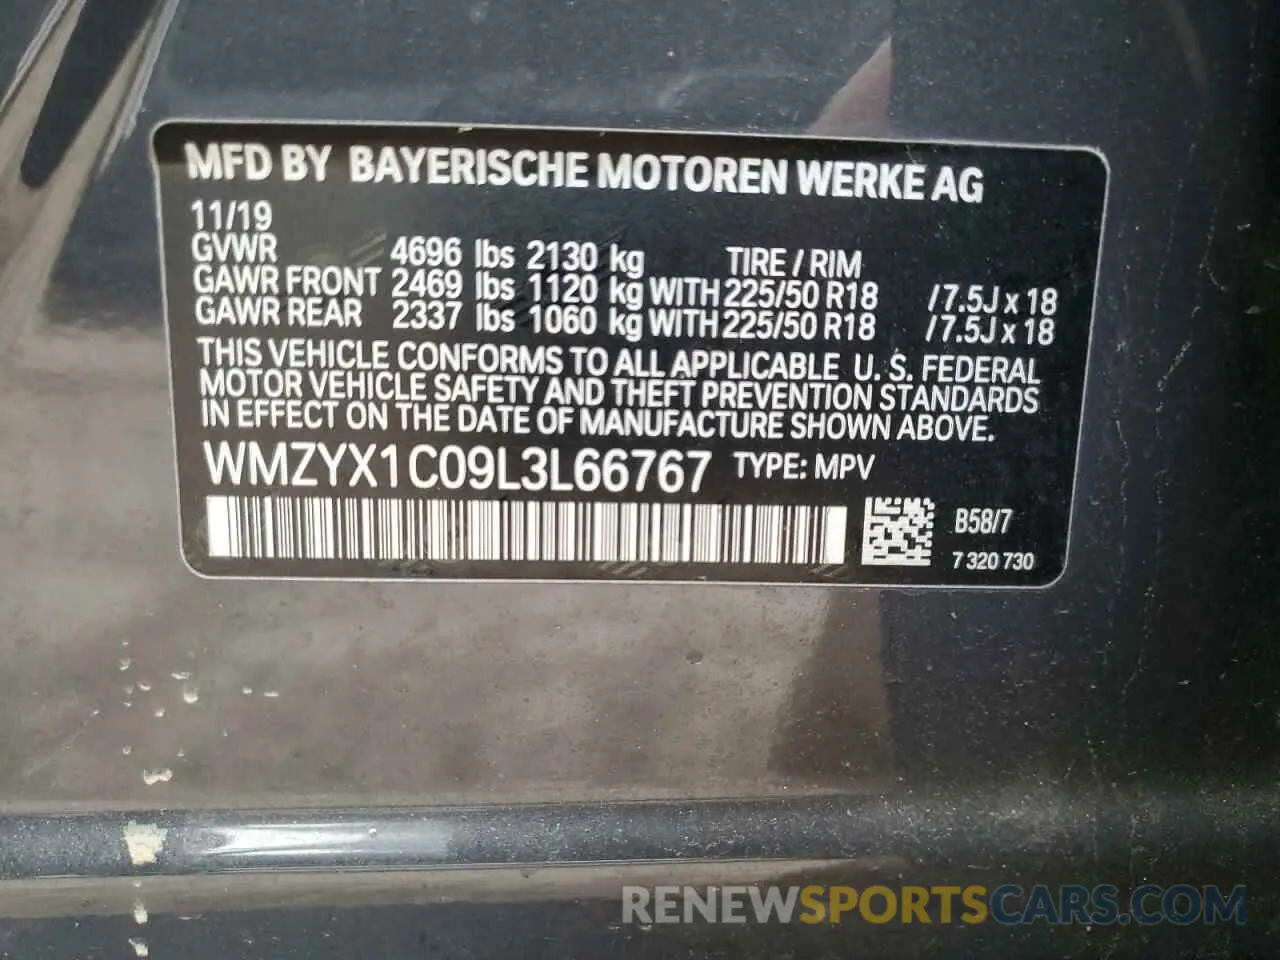 MFD BY BAYERISCHE MOTOREN WERKE AG
11/19
GVWR 4696 lbs 2130 kg TIRE / RIM
GAWR FRONT 2469 lbs 1120 kg WITH 225/50 R18 /7.5J x 18
GAWR REAR 2337 lbs 1060 kg WITH 225/50 R18 /7.5J x 18
THIS VEHICLE CONFORMS TO ALL APPLICABLE U. S. FEDERAL
MOTOR VEHICLE SAFETY AND THEFT PREVENTION STANDARDS
IN EFFECT ON THE DATE OF MANUFACTURE SHOWN ABOVE.
WMZYX1C09L3L66767 TYPE: MPV
B58/7
7 320 730
RENEWSPORTSCARS.COM